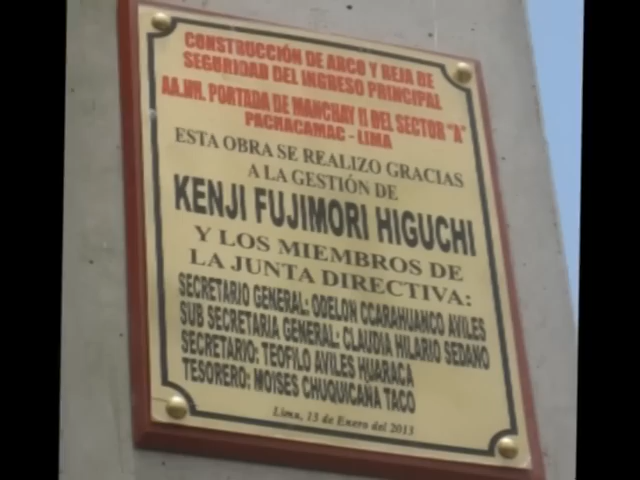 CONSTRUCCIÓN DE ARCO Y REJA DE
SEGURIDAD DEL INGRESO PRINCIPAL
AA.HH. PORTADA DE MANCHAY II DEL SECTOR "A"
PACHACAMAC - LIMA
ESTA OBRA SE REALIZO GRACIAS
A LA GESTIÓN DE
KENJI FUJIMORI HIGUCHI
Y LOS MIEMBROS DE
LA JUNTA DIRECTIVA:
SECRETARIO GENERAL: ODELON CCARAHUANCO AVILES
SUB SECRETARIA GENERAL: CLAUDIA HILARIO SEDANO
SECRETARIO: TEOFILO AVILES HUARACA
TESORERO: MOISES CHUQUICAÑA TACO
Lima, 13 de Enero del 2013